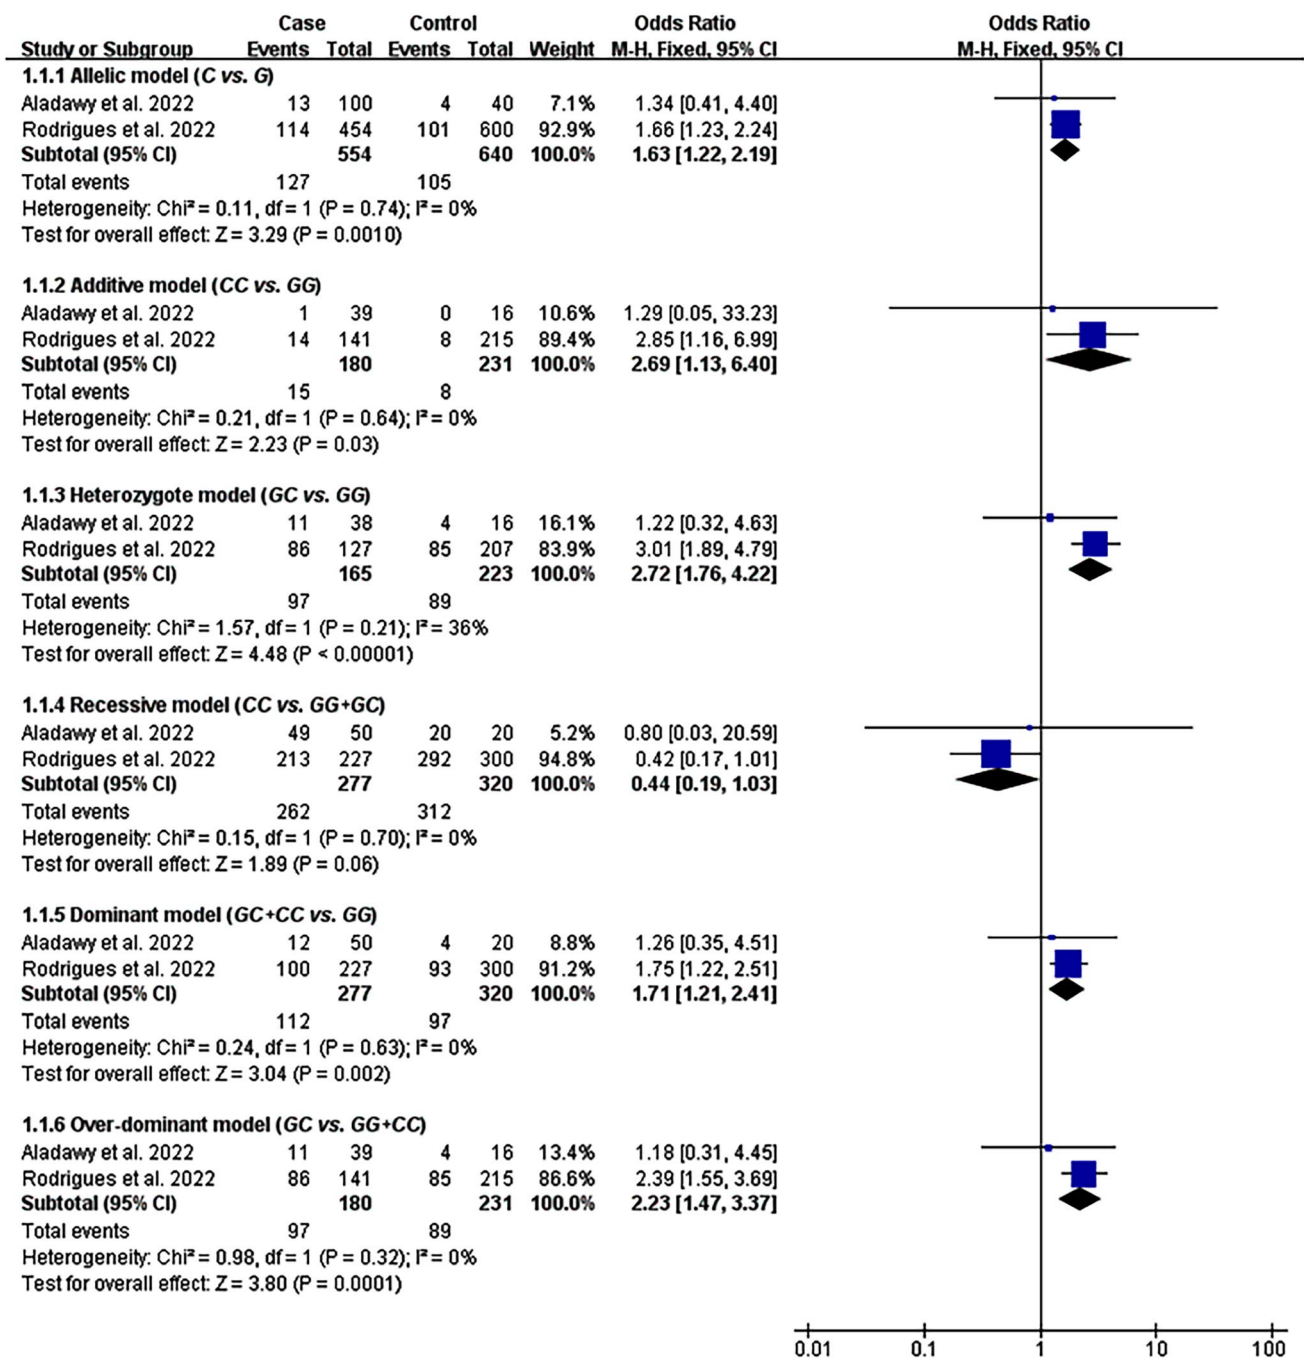 Case Control Odds Ratio Odds Ratio
Study or Subgroup Events Total Events Total Weight M-H, Fixed, 95% CI M-H, Fixed, 95% CI
1.1.1 Allelic model (C vs. G)
Aladawy et al. 2022 13 100 4 40 7.1% 1.34 [0.41, 4.40]
Rodrigues et al. 2022 114 454 101 600 92.9% 1.66 [1.23, 2.24]
Subtotal (95% CI) 554 640 100.0% 1.63 [1.22, 2.19]
Total events 127 105
Heterogeneity: Chi² = 0.11, df = 1 (P = 0.74); I² = 0%
Test for overall effect: Z = 3.29 (P = 0.0010)
1.1.2 Additive model (CC vs. GG)
Aladawy et al. 2022 1 39 0 16 10.6% 1.29 [0.05, 33.23]
Rodrigues et al. 2022 14 141 8 215 89.4% 2.85 [1.16, 6.99]
Subtotal (95% CI) 180 231 100.0% 2.69 [1.13, 6.40]
Total events 15 8
Heterogeneity: Chi² = 0.21, df = 1 (P = 0.64); I² = 0%
Test for overall effect: Z = 2.23 (P = 0.03)
1.1.3 Heterozygote model (GC vs. GG)
Aladawy et al. 2022 11 38 4 16 16.1% 1.22 [0.32, 4.63]
Rodrigues et al. 2022 86 127 85 207 83.9% 3.01 [1.89, 4.79]
Subtotal (95% CI) 165 223 100.0% 2.72 [1.76, 4.22]
Total events 97 89
Heterogeneity: Chi² = 1.57, df = 1 (P = 0.21); I² = 36%
Test for overall effect: Z = 4.48 (P < 0.00001)
1.1.4 Recessive model (CC vs. GG+GC)
Aladawy et al. 2022 49 50 20 20 5.2% 0.80 [0.03, 20.59]
Rodrigues et al. 2022 213 227 292 300 94.8% 0.42 [0.17, 1.01]
Subtotal (95% CI) 277 320 100.0% 0.44 [0.19, 1.03]
Total events 262 312
Heterogeneity: Chi² = 0.15, df = 1 (P = 0.70); I² = 0%
Test for overall effect: Z = 1.89 (P = 0.06)
1.1.5 Dominant model (GC+CC vs. GG)
Aladawy et al. 2022 12 50 4 20 8.8% 1.26 [0.35, 4.51]
Rodrigues et al. 2022 100 227 93 300 91.2% 1.75 [1.22, 2.51]
Subtotal (95% CI) 277 320 100.0% 1.71 [1.21, 2.41]
Total events 112 97
Heterogeneity: Chi² = 0.24, df = 1 (P = 0.63); I² = 0%
Test for overall effect: Z = 3.04 (P = 0.002)
1.1.6 Over-dominant model (GC vs. GG+CC)
Aladawy et al. 2022 11 39 4 16 13.4% 1.18 [0.31, 4.45]
Rodrigues et al. 2022 86 141 85 215 86.6% 2.39 [1.55, 3.69]
Subtotal (95% CI) 180 231 100.0% 2.23 [1.47, 3.37]
Total events 97 89
Heterogeneity: Chi² = 0.98, df = 1 (P = 0.32); I² = 0%
Test for overall effect: Z = 3.80 (P = 0.0001)
0.01 0.1 1 10 100